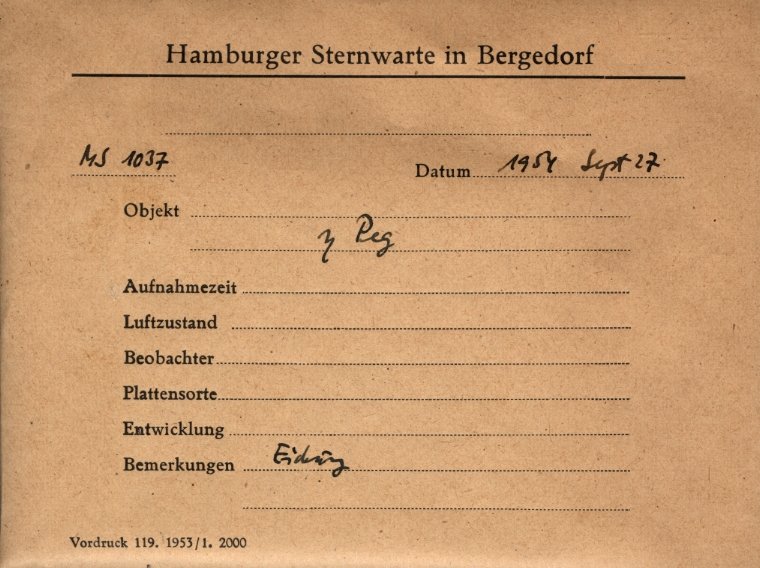 Hamburger Sternwarte in Bergedorf
MS 1037
Datum 1954 Sept 27
Objekt
η Peg
Aufnahmezeit
Luftzustand
Beobachter
Plattensorte
Entwicklung
Bemerkungen Eichung
Vordruck 119. 1953/1. 2000